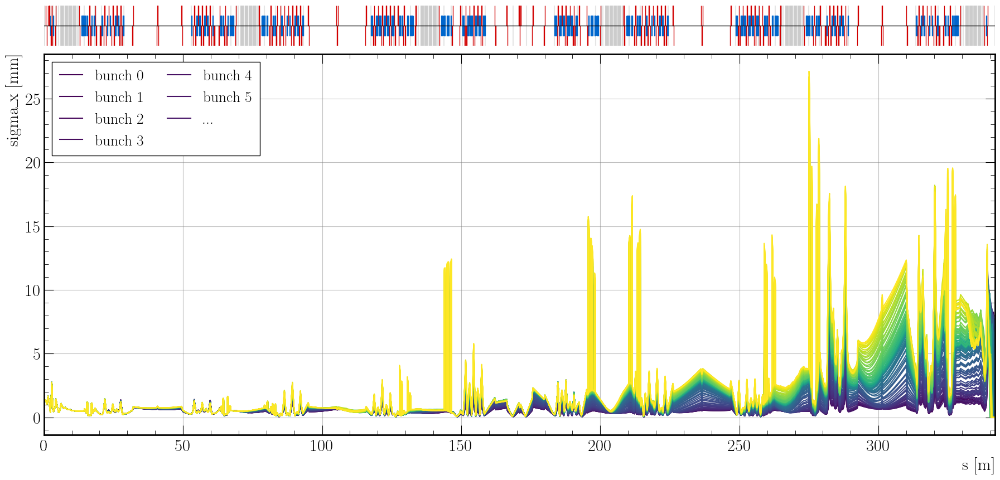 sigma_x [mm]
25
20
15
10
5
0
bunch 0
bunch 1
bunch 2
bunch 3
bunch 4
bunch 5
...
0 50 100 150 200 250 300
s [m]